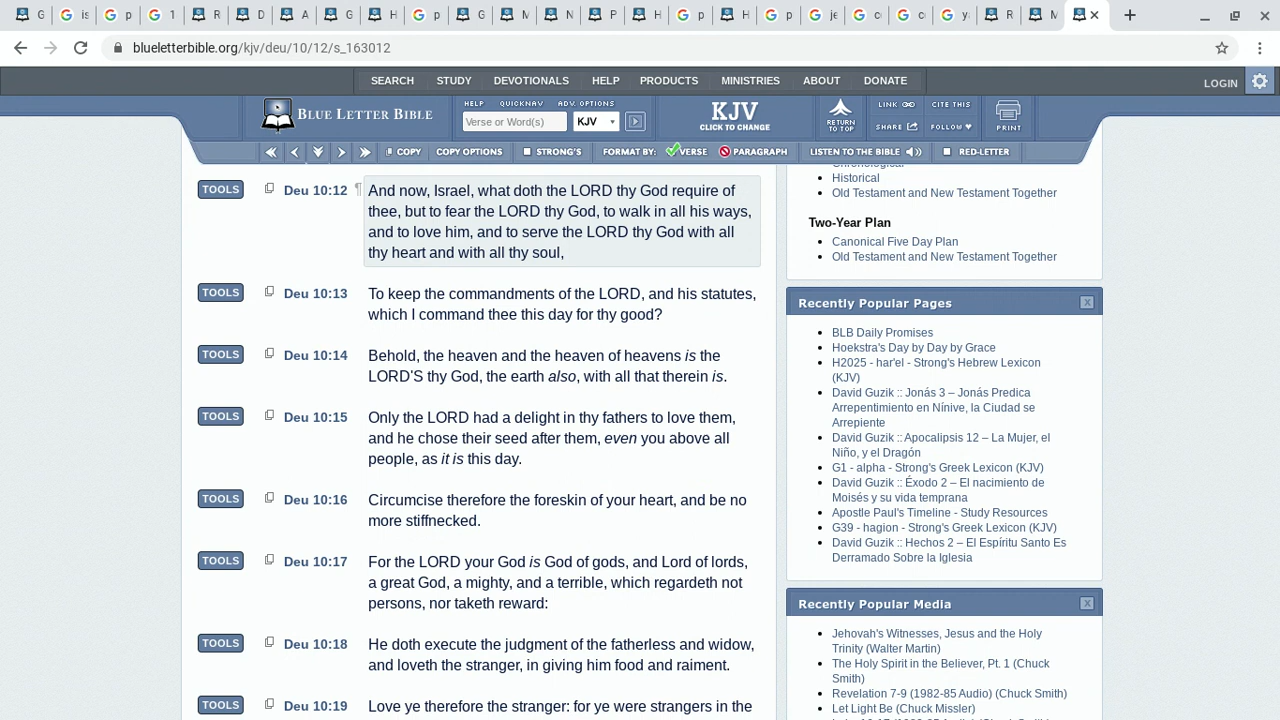 G
is
G
p
G
1
R
D
A
G
H
G
p
G
M
N
P
H
G
p
H
G
p
G
je
G
co
G
co
G
y
R
M
blueletterbible.org/kjv/deu/10/12/s_163012
SEARCH STUDY DEVOTIONALS HELP PRODUCTS MINISTRIES ABOUT DONATE
LOGIN
BLUE LETTER BIBLE
HELP QUICKNAV ADV. OPTIONS
Verse or Word(s)
KJV
KJV
CLICK TO CHANGE
RETURN
TO TOP
LINK
CITE THIS
SHARE
FOLLOW
PRINT
COPY COPY OPTIONS STRONG'S FORMAT BY: VERSE PARAGRAPH LISTEN TO THE BIBLE RED-LETTER
TOOLS Deu 10:12 ¶ And now, Israel, what doth the LORD thy God require of
thee, but to fear the LORD thy God, to walk in all his ways,
and to love him, and to serve the LORD thy God with all
thy heart and with all thy soul,
TOOLS Deu 10:13 To keep the commandments of the LORD, and his statutes,
which I command thee this day for thy good?
TOOLS Deu 10:14 Behold, the heaven and the heaven of heavens is the
LORD'S thy God, the earth also, with all that therein is.
TOOLS Deu 10:15 Only the LORD had a delight in thy fathers to love them,
and he chose their seed after them, even you above all
people, as it is this day.
TOOLS Deu 10:16 Circumcise therefore the foreskin of your heart, and be no
more stiffnecked.
TOOLS Deu 10:17 For the LORD your God is God of gods, and Lord of lords,
a great God, a mighty, and a terrible, which regardeth not
persons, nor taketh reward:
TOOLS Deu 10:18 He doth execute the judgment of the fatherless and widow,
and loveth the stranger, in giving him food and raiment.
TOOLS Deu 10:19 Love ye therefore the stranger: for ye were strangers in the
Chronological
Historical
Old Testament and New Testament Together
Two-Year Plan
Canonical Five Day Plan
Old Testament and New Testament Together
Recently Popular Pages
BLB Daily Promises
Hoekstra's Day by Day by Grace
H2025 - har'el - Strong's Hebrew Lexicon
(KJV)
David Guzik :: Jonás 3 – Jonás Predica
Arrepentimiento en Nínive, la Ciudad se
Arrepiente
David Guzik :: Apocalipsis 12 – La Mujer, el
Niño, y el Dragón
G1 - alpha - Strong's Greek Lexicon (KJV)
David Guzik :: Éxodo 2 – El nacimiento de
Moisés y su vida temprana
Apostle Paul's Timeline - Study Resources
G39 - hagion - Strong's Greek Lexicon (KJV)
David Guzik :: Hechos 2 – El Espíritu Santo Es
Derramado Sobre la Iglesia
Recently Popular Media
Jehovah's Witnesses, Jesus and the Holy
Trinity (Walter Martin)
The Holy Spirit in the Believer, Pt. 1 (Chuck
Smith)
Revelation 7-9 (1982-85 Audio) (Chuck Smith)
Let Light Be (Chuck Missler)